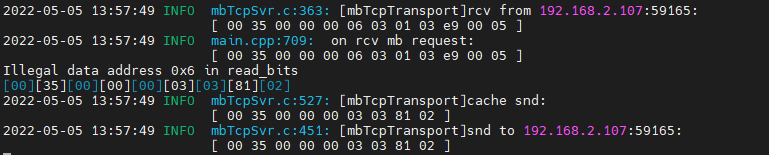 2022-05-05 13:57:49 INFO  mbTcpSvr.c:363: [mbTcpTransport]rcv from 192.168.2.107:59165:
[ 00 35 00 00 00 06 03 01 03 e9 00 05 ]
2022-05-05 13:57:49 INFO  main.cpp:709:  on rcv mb request:
[ 00 35 00 00 00 06 03 01 03 e9 00 05 ]
Illegal data address 0x6 in read_bits
[00][35][00][00][00][03][03][81][02]
2022-05-05 13:57:49 INFO  mbTcpSvr.c:527: [mbTcpTransport]cache snd:
[ 00 35 00 00 00 03 03 81 02 ]
2022-05-05 13:57:49 INFO  mbTcpSvr.c:451: [mbTcpTransport]snd to 192.168.2.107:59165:
[ 00 35 00 00 00 03 03 81 02 ]